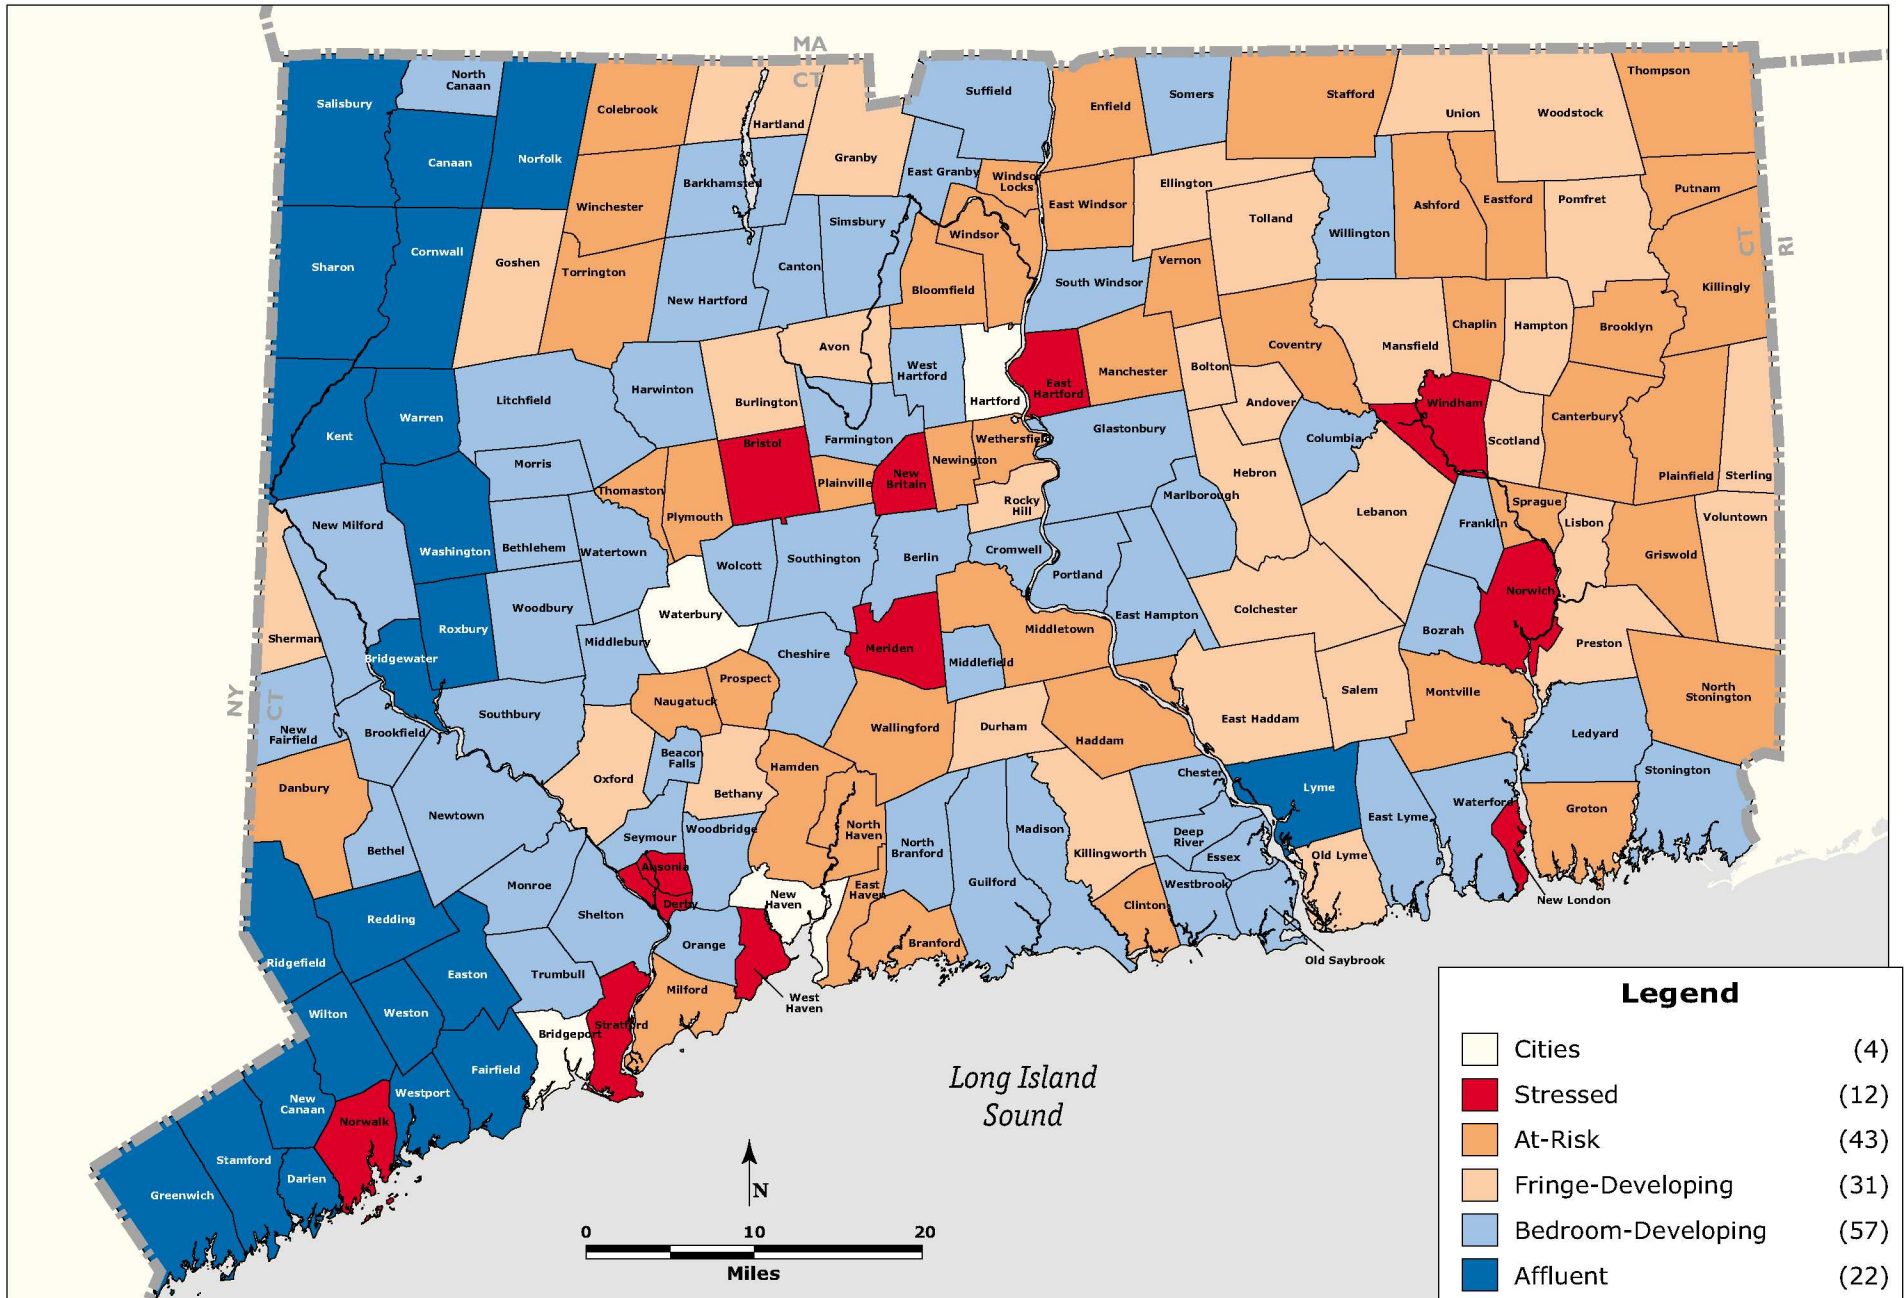 MA
CT
North
Canaan
Salisbury
Canaan
Norfolk
Colebrook
Hartland
Granby
Suffield
Enfield
Somers
Stafford
Union
Woodstock
Thompson
Barkhamsted
East Granby
Windsor
Locks
Winchester
Simsbury
Windsor
East Windsor
Ellington
Tolland
Willington
Ashford
Eastford
Pomfret
Putnam
CT
RI
Sharon
Cornwall
Goshen
Torrington
New Hartford
Canton
Bloomfield
South Windsor
Vernon
Killingly
Kent
Warren
Litchfield
Harwinton
Burlington
Avon
West
Hartford
Hartford
East
Hartford
Manchester
Bolton
Coventry
Mansfield
Chaplin
Hampton
Brooklyn
Andover
Columbia
Windham
Scotland
Canterbury
Plainfield
Sterling
Morris
Bristol
Farmington
Plainville
New
Britain
Newington
Wethersfield
Glastonbury
Hebron
Marlborough
Rocky
Hill
Lebanon
Franklin
Sprague
Lisbon
Voluntown
Griswold
New Milford
Washington
Bethlehem
Watertown
Thomaston
Plymouth
Wolcott
Southington
Berlin
Cromwell
Portland
East Hampton
Colchester
Norwich
Bozrah
Preston
Sherman
Bridgewater
Roxbury
Woodbury
Middlebury
Waterbury
Cheshire
Meriden
Middlefield
Middletown
NY
CT
New
Fairfield
Brookfield
Southbury
Naugatuck
Prospect
Wallingford
Durham
Haddam
East Haddam
Salem
Montville
North
Stonington
Ledyard
Stonington
Danbury
Newtown
Oxford
Beacon
Falls
Bethany
Hamden
Bethel
Seymour
Woodbridge
North
Haven
North
Branford
Madison
Killingworth
Chester
Deep
River
Essex
Lyme
East Lyme
Waterford
Groton
Old Lyme
Westbrook
Monroe
Shelton
Ansonia
Derby
New
Haven
East
Haven
Guilford
Clinton
New London
Redding
Ridgefield
Easton
Trumbull
Orange
Branford
Old Saybrook
Wilton
Weston
Milford
West
Haven
Bridgeport
Stratford
Fairfield
Westport
New
Canaan
Norwalk
Stamford
Darien
Greenwich
Long Island
Sound
N
0 10 20
Miles
Legend
Cities (4)
Stressed (12)
At-Risk (43)
Fringe-Developing (31)
Bedroom-Developing (57)
Affluent (22)